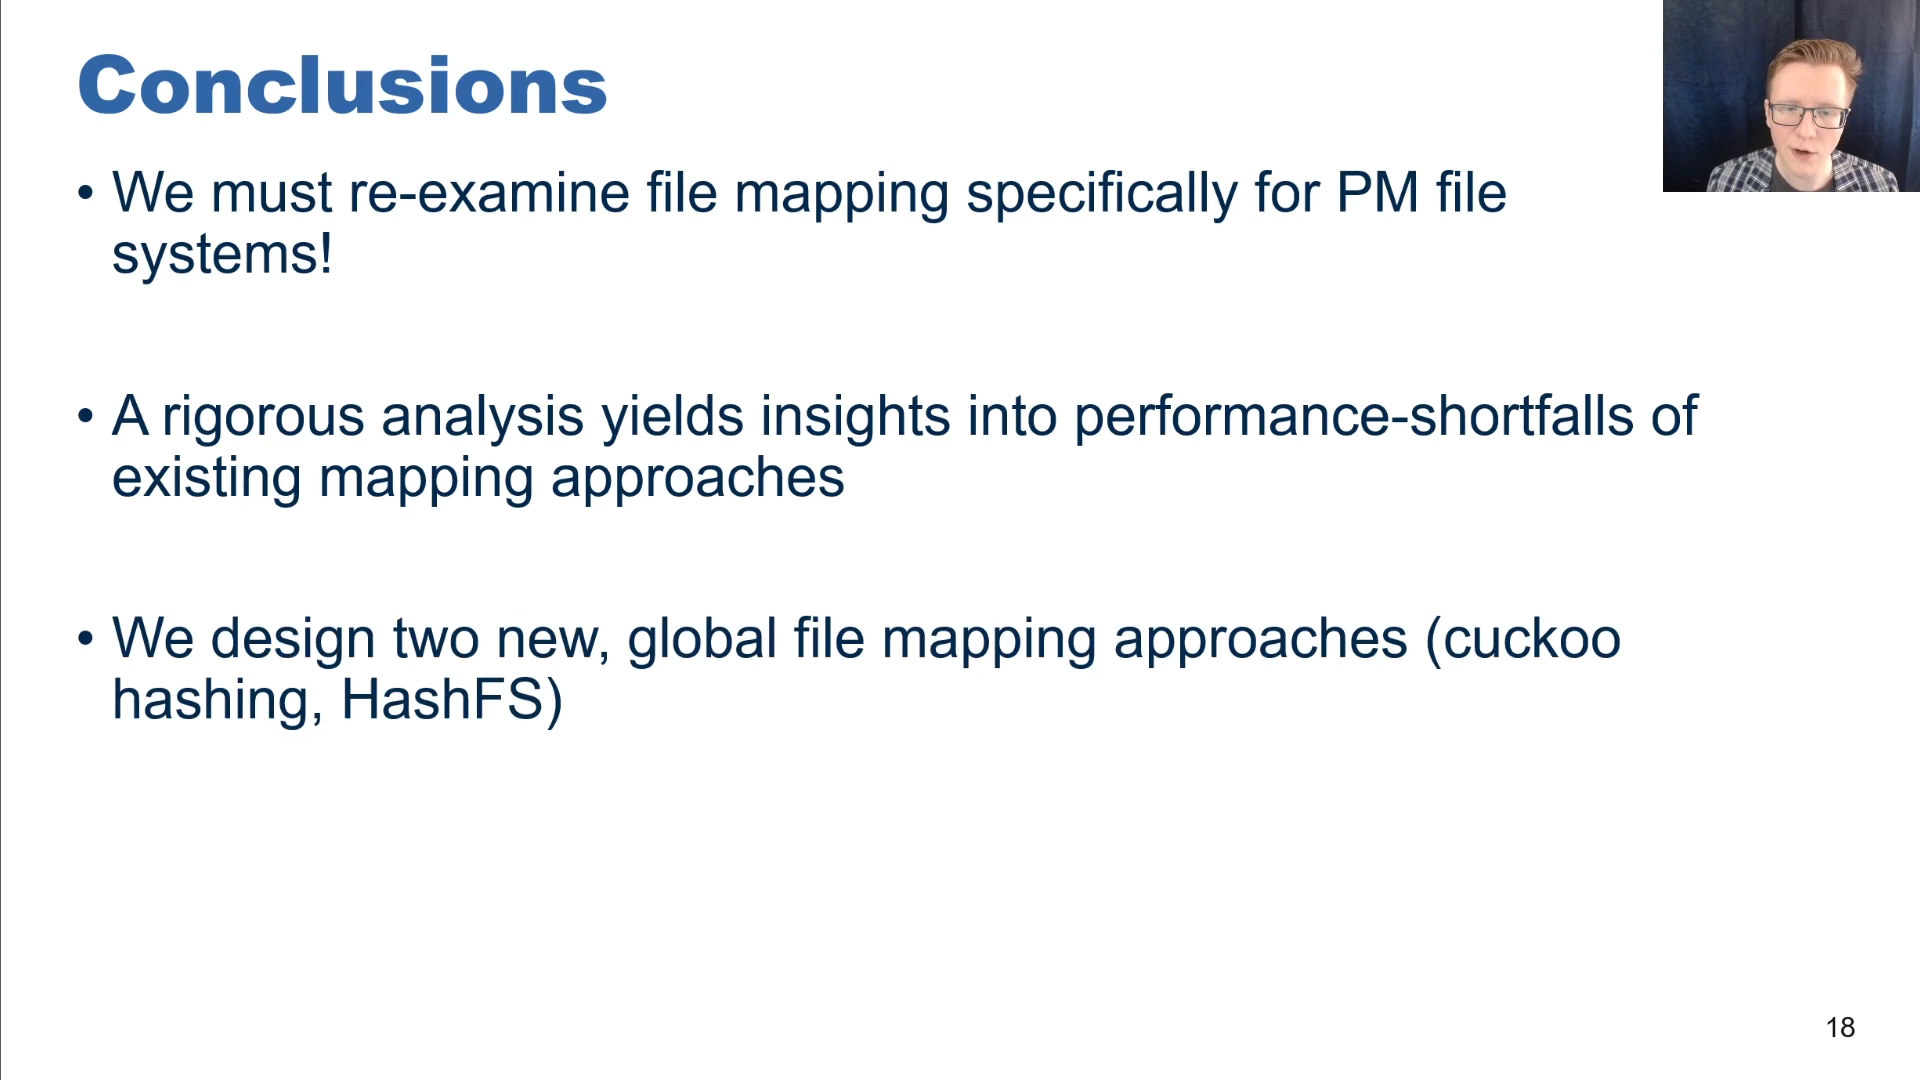 Conclusions
• We must re-examine file mapping specifically for PM file
systems!
• A rigorous analysis yields insights into performance-shortfalls of
existing mapping approaches
• We design two new, global file mapping approaches (cuckoo
hashing, HashFS)
18